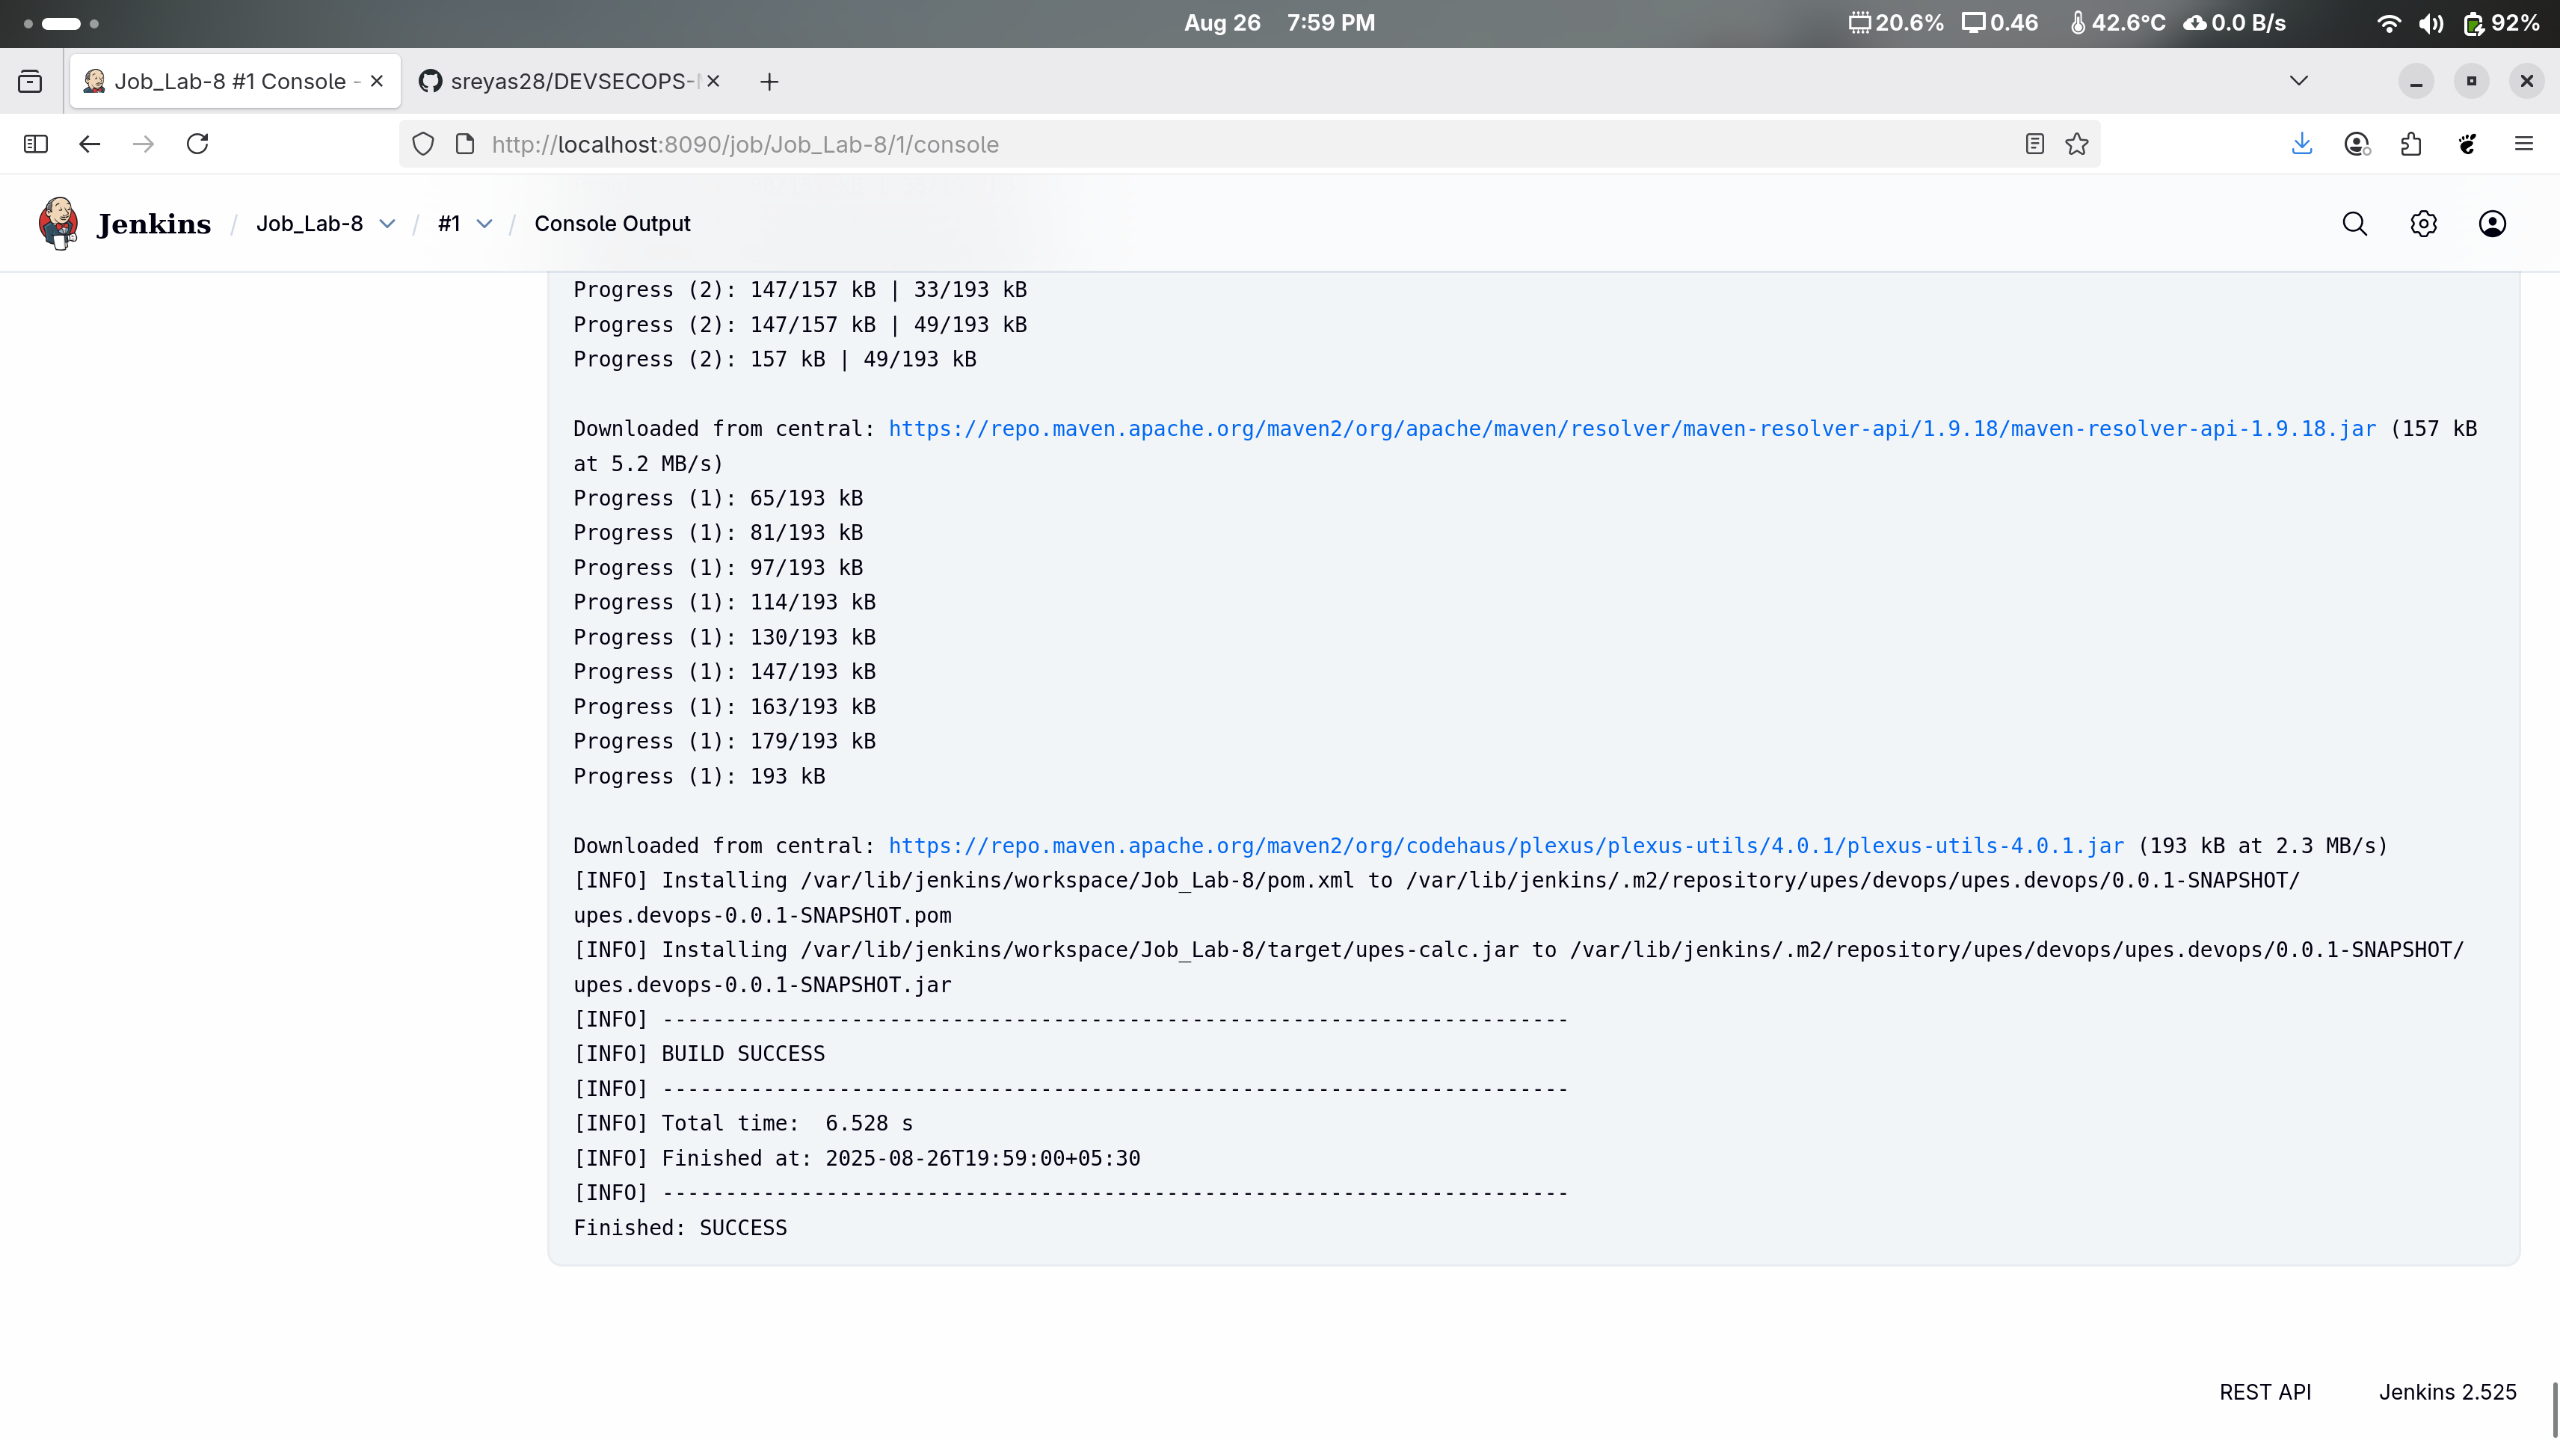 Aug 26 7:59 PM
20.6% 0.46 42.6°C 0.0 B/s 92%
Job_Lab-8 #1 Console -
sreyas28/DEVSECOPS-
http://localhost:8090/job/Job_Lab-8/1/console
Jenkins / Job_Lab-8 / #1 / Console Output
Progress (2): 147/157 kB | 33/193 kB
Progress (2): 147/157 kB | 49/193 kB
Progress (2): 157 kB | 49/193 kB
Downloaded from central: https://repo.maven.apache.org/maven2/org/apache/maven/resolver/maven-resolver-api/1.9.18/maven-resolver-api-1.9.18.jar (157 kB
at 5.2 MB/s)
Progress (1): 65/193 kB
Progress (1): 81/193 kB
Progress (1): 97/193 kB
Progress (1): 114/193 kB
Progress (1): 130/193 kB
Progress (1): 147/193 kB
Progress (1): 163/193 kB
Progress (1): 179/193 kB
Progress (1): 193 kB
Downloaded from central: https://repo.maven.apache.org/maven2/org/codehaus/plexus/plexus-utils/4.0.1/plexus-utils-4.0.1.jar (193 kB at 2.3 MB/s)
[INFO] Installing /var/lib/jenkins/workspace/Job_Lab-8/pom.xml to /var/lib/jenkins/.m2/repository/upes/devops/upes.devops/0.0.1-SNAPSHOT/
upes.devops-0.0.1-SNAPSHOT.pom
[INFO] Installing /var/lib/jenkins/workspace/Job_Lab-8/target/upes-calc.jar to /var/lib/jenkins/.m2/repository/upes/devops/upes.devops/0.0.1-SNAPSHOT/
upes.devops-0.0.1-SNAPSHOT.jar
[INFO] ------------------------------------------------------------------------
[INFO] BUILD SUCCESS
[INFO] ------------------------------------------------------------------------
[INFO] Total time:  6.528 s
[INFO] Finished at: 2025-08-26T19:59:00+05:30
[INFO] ------------------------------------------------------------------------
Finished: SUCCESS
REST API Jenkins 2.525